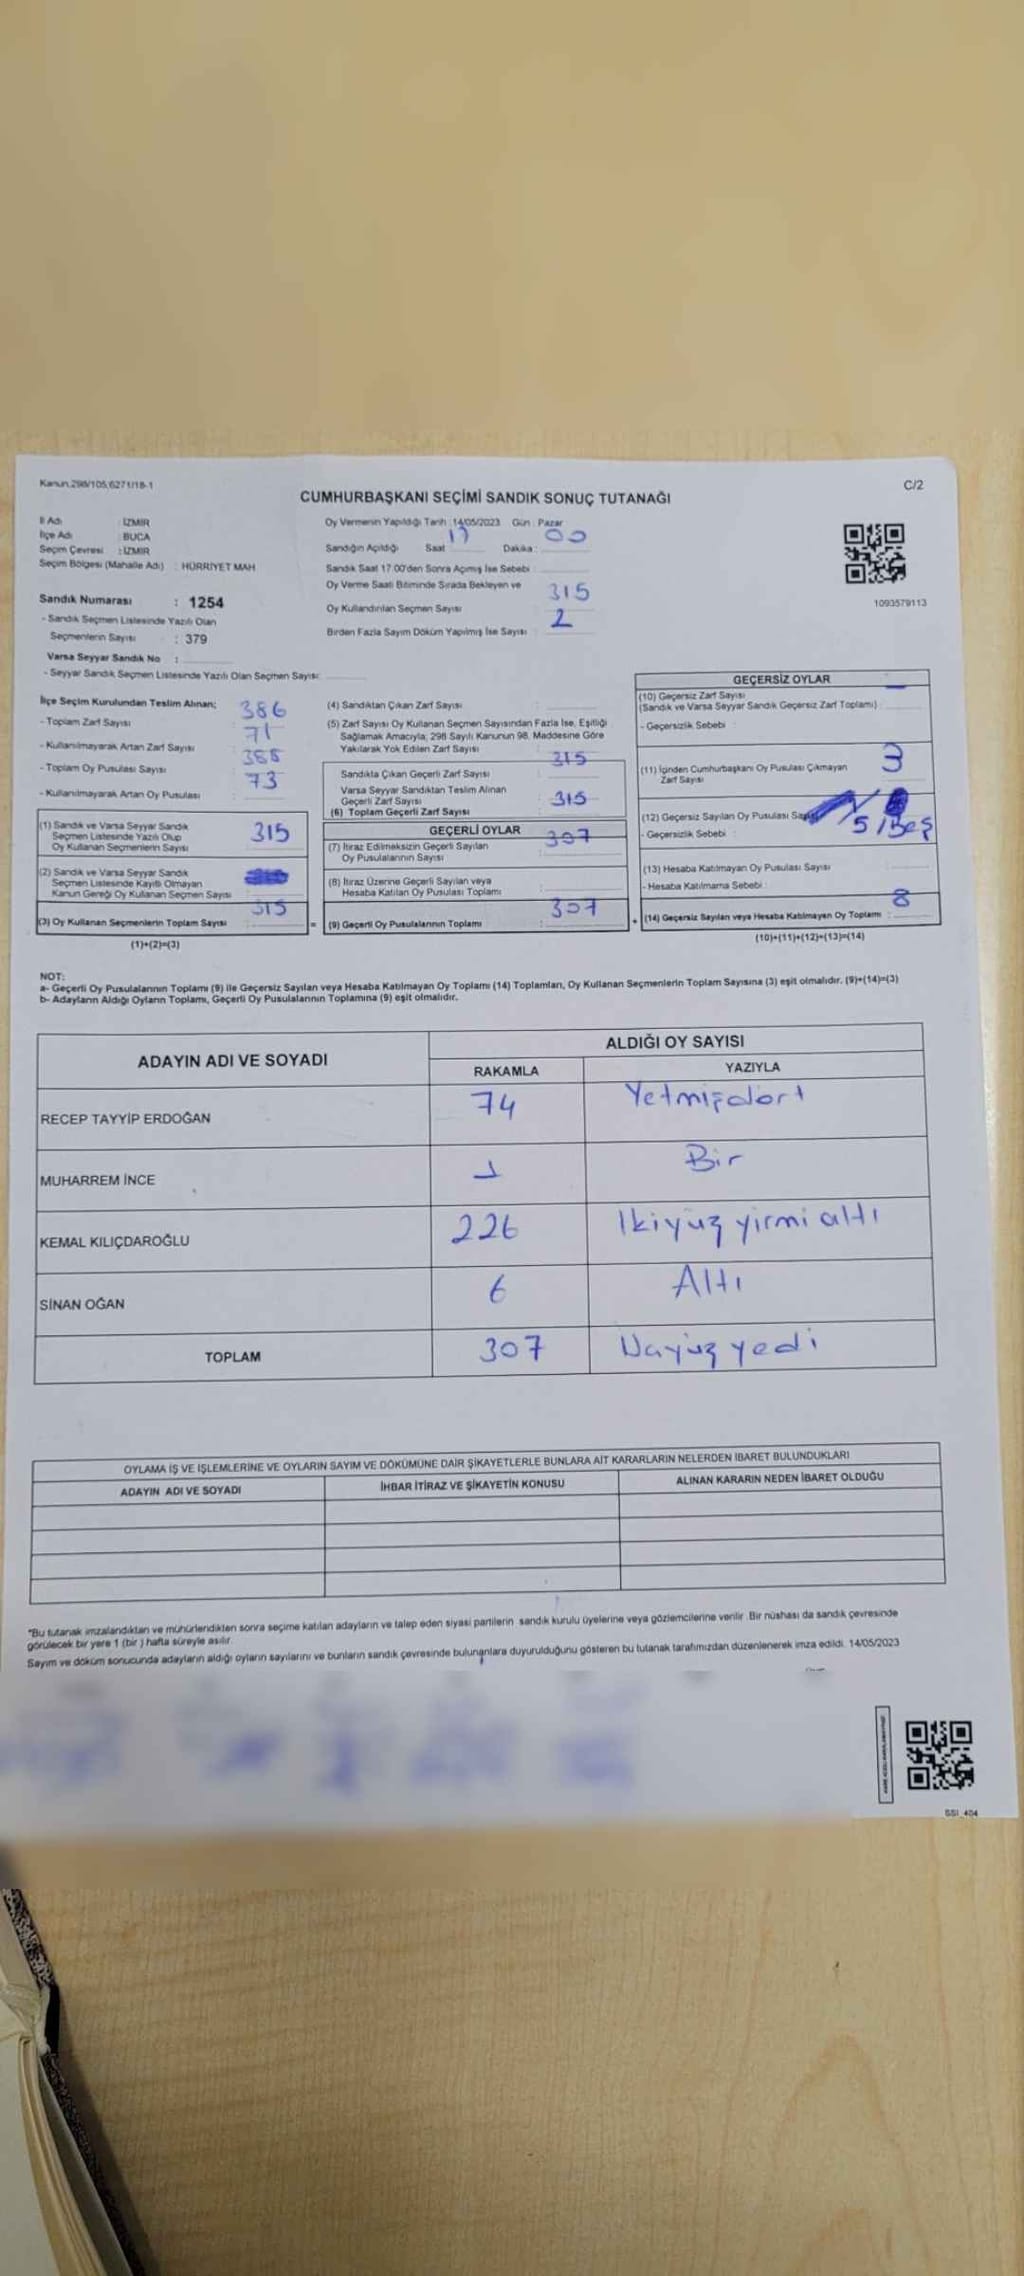 Kanun.298/105,6271/18-1
C/2
CUMHURBAŞKANI SEÇİMİ SANDIK SONUÇ TUTANAĞI
İl Adı : İZMİR
İlçe Adı : BUCA
Seçim Çevresi : İZMİR
Seçim Bölgesi (Mahalle Adı) : HÜRRİYET MAH
Sandık Numarası : 1254
- Sandık Seçmen Listesinde Yazılı Olan
Seçmenlerin Sayısı : 379
Varsa Seyyar Sandık No :
- Seyyar Sandık Seçmen Listesinde Yazılı Olan Seçmen Sayısı:
Oy Vermenin Yapıldığı Tarih :14/05/2023 Gün : Pazar
Sandığın Açıldığı Saat 17 Dakika : 00
Sandık Saat 17.00'den Sonra Açımış İse Sebebi :
Oy Verme Saati Bitiminde Sırada Bekleyen ve
Oy Kullandırılan Seçmen Sayısı : 315
Birden Fazla Sayım Döküm Yapılmış İse Sayısı : 2
1093579113
İlçe Seçim Kurulundan Teslim Alınan;
- Toplam Zarf Sayısı : 386
- Kullanılmayarak Artan Zarf Sayısı : 71
- Toplam Oy Pusulası Sayısı : 388
- Kullanılmayarak Artan Oy Pusulası : 73
(1) Sandık ve Varsa Seyyar Sandık
Seçmen Listesinde Yazılı Olup
Oy Kullanan Seçmenlerin Sayısı : 315
(2) Sandık ve Varsa Seyyar Sandık
Seçmen Listesinde Kayıtlı Olmayan
Kanun Gereği Oy Kullanan Seçmen Sayısı
(3) Oy Kullanan Seçmenlerin Toplam Sayısı : 315
(1)+(2)=(3)
(4) Sandıktan Çıkan Zarf Sayısı :
(5) Zarf Sayısı Oy Kullanan Seçmen Sayısından Fazla İse, Eşitliği
Sağlamak Amacıyla; 298 Sayılı Kanunun 98. Maddesine Göre
Yakılarak Yok Edilen Zarf Sayısı
Sandıkta Çıkan Geçerli Zarf Sayısı : 315
Varsa Seyyar Sandıktan Teslim Alınan
Geçerli Zarf Sayısı
(6) Toplam Geçerli Zarf Sayısı : 315
GEÇERLİ OYLAR
(7) İtiraz Edilmeksizin Geçerli Sayılan
Oy Pusulalarının Sayısı : 307
(8) İtiraz Üzerine Geçerli Sayılan veya
Hesaba Katılan Oy Pusulası Toplamı :
= (9) Geçerli Oy Pusulalarının Toplamı : 307
GEÇERSİZ OYLAR
(10) Geçersiz Zarf Sayısı
(Sandık ve Varsa Seyyar Sandık Geçersiz Zarf Toplamı) : —
- Geçersizlik Sebebi :
(11) İçinden Cumhurbaşkanı Oy Pusulası Çıkmayan
Zarf Sayısı 3
(12) Geçersiz Sayılan Oy Pusulası 5 / Beş
- Geçersizlik Sebebi :
(13) Hesaba Katılmayan Oy Pusulası Sayısı
- Hesaba Katılmama Sebebi :
+ (14) Geçersiz Sayılan veya Hesaba Katılmayan Oy Toplamı : 8
(10)+(11)+(12)+(13)=(14)
NOT:
a- Geçerli Oy Pusulalarının Toplamı (9) ile Geçersiz Sayılan veya Hesaba Katılmayan Oy Toplamı (14) Toplamları, Oy Kullanan Seçmenlerin Toplam Sayısına (3) eşit olmalıdır. (9)+(14)=(3)
b- Adayların Aldığı Oyların Toplamı, Geçerli Oy Pusulalarının Toplamına (9) eşit olmalıdır.
ADAYIN ADI VE SOYADI
ALDIĞI OY SAYISI
RAKAMLA YAZIYLA
RECEP TAYYİP ERDOĞAN 74 Yetmişdört
MUHARREM İNCE 1 Bir
KEMAL KILIÇDAROĞLU 226 İkiyüz yirmi altı
SİNAN OĞAN 6 Altı
TOPLAM 307 Üçyüz yedi
OYLAMA İŞ VE İŞLEMLERİNE VE OYLARIN SAYIM VE DÖKÜMÜNE DAİR ŞİKAYETLERLE BUNLARA AİT KARARLARIN NELERDEN İBARET BULUNDUKLARI
ADAYIN ADI VE SOYADI İHBAR İTİRAZ VE ŞİKAYETİN KONUSU ALINAN KARARIN NEDEN İBARET OLDUĞU
"Bu tutanak imzalandıktan ve mühürlendikten sonra seçime katılan adayların ve talep eden siyasi partilerin sandık kurulu üyelerine veya gözlemcilerine verilir .Bir nüshası da sandık çevresinde
görülecek bir yere 1 (bir ) hafta süreyle asılır.
Sayım ve döküm sonucunda adayların aldığı oyların sayılarını ve bunların sandık çevresinde bulunanlara duyurulduğunu gösteren bu tutanak tarafımızdan düzenlenerek imza edildi. 14/05/2023
SSI_404